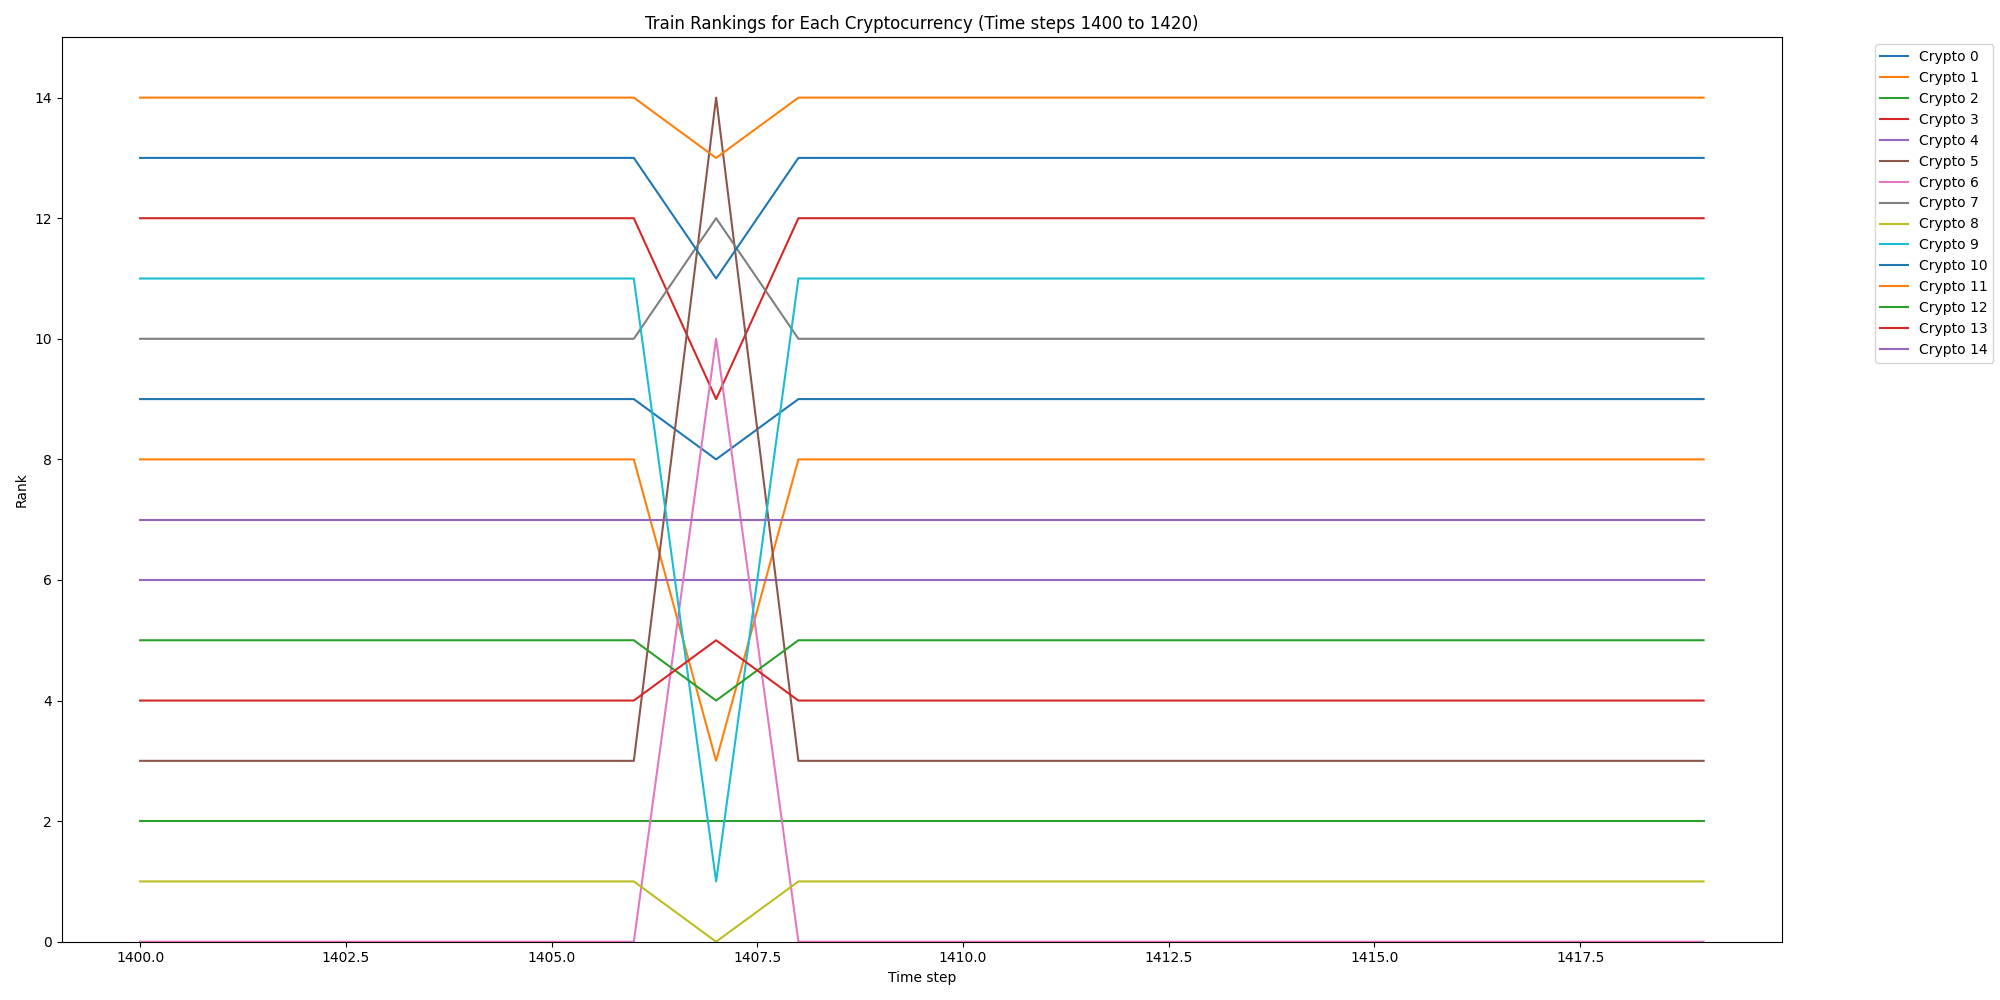 Train Rankings for Each Cryptocurrency (Time steps 1400 to 1420)
Crypto 0
Crypto 1
Crypto 2
Crypto 3
Crypto 4
Crypto 5
Crypto 6
Crypto 7
Crypto 8
Crypto 9
Crypto 10
Crypto 11
Crypto 12
Crypto 13
Crypto 14
Rank
14
12
10
8
6
4
2
0
1400.0 1402.5 1405.0 1407.5 1410.0 1412.5 1415.0 1417.5
Time step